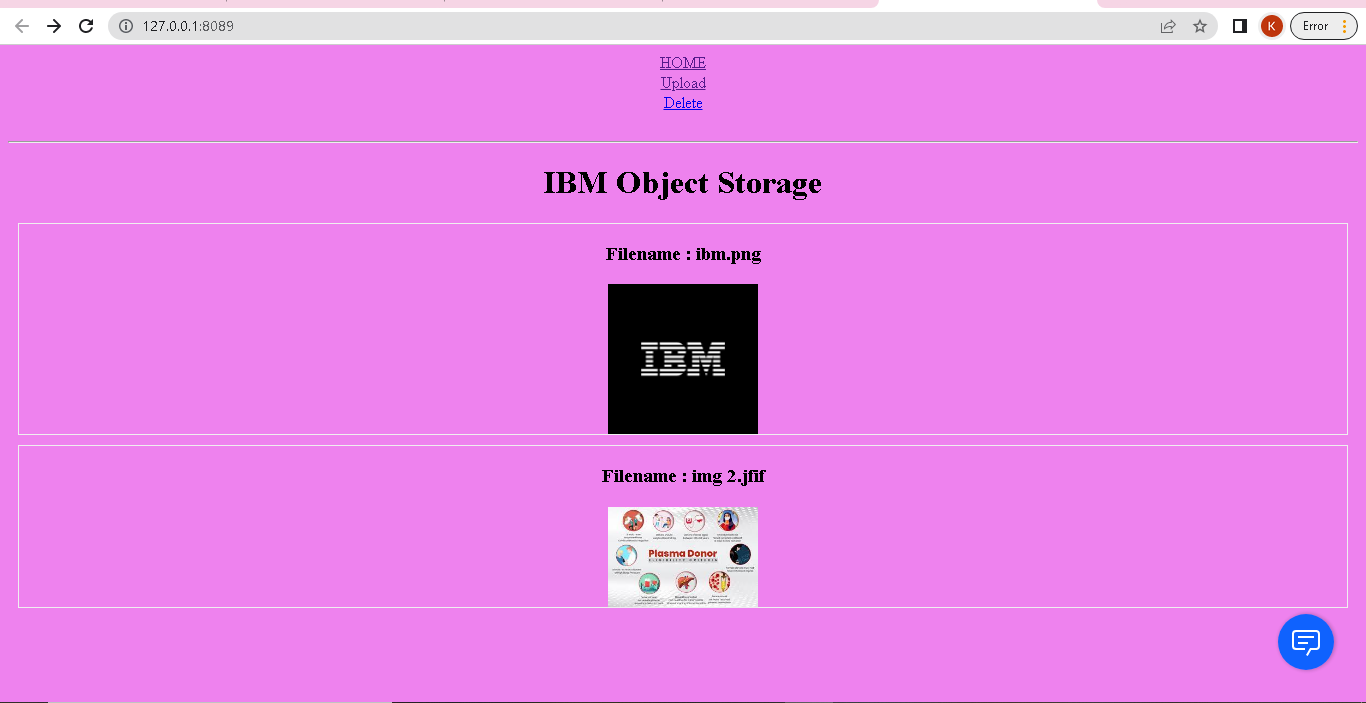 127.0.0.1:8089
K
Error
HOME
Upload
Delete
IBM Object Storage
Filename : ibm.png
IBM
Filename : img 2.jfif
Plasma Donor